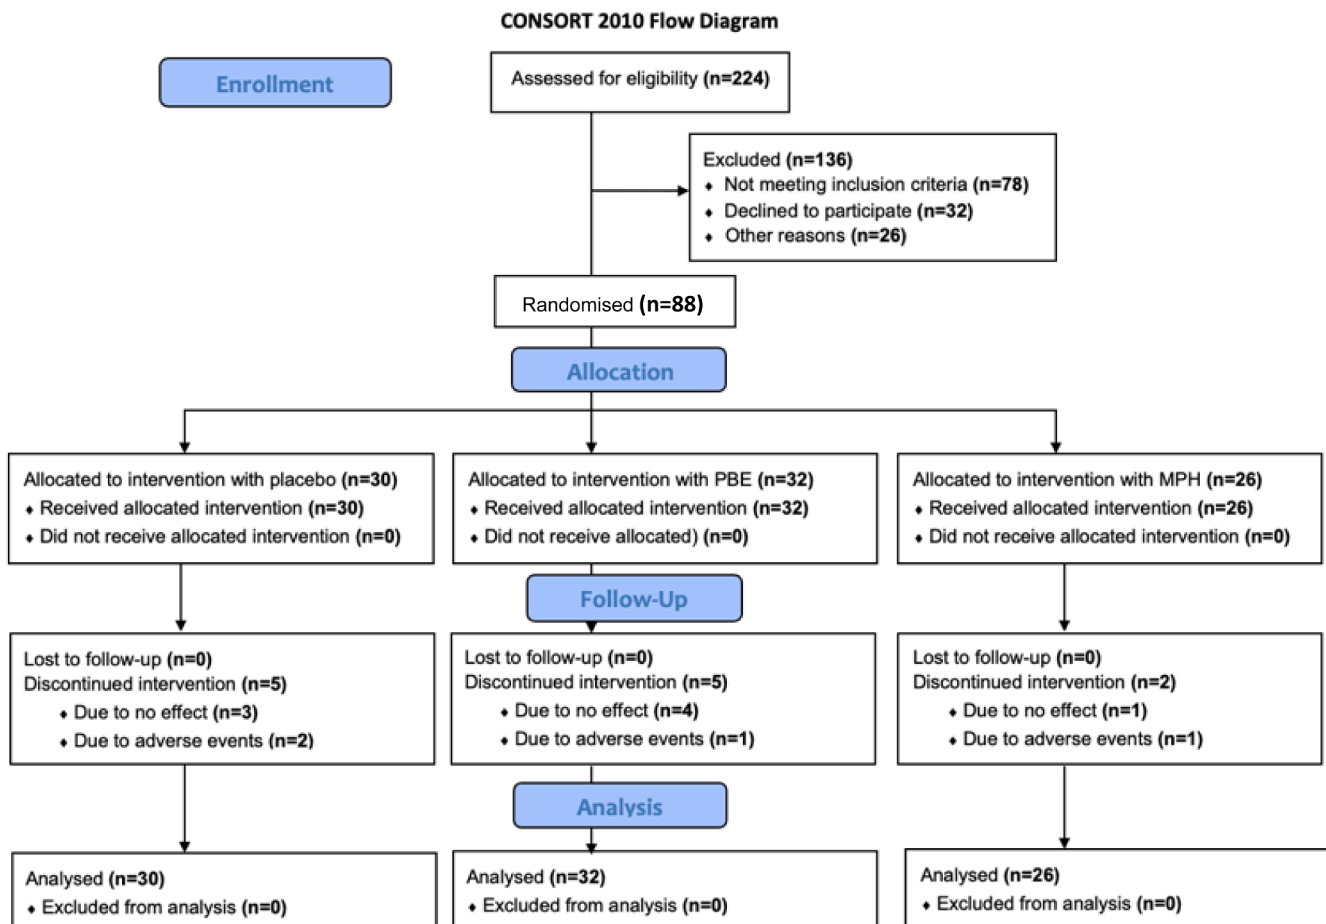 CONSORT 2010 Flow Diagram
Enrollment
Assessed for eligibility (n=224)
Excluded (n=136)
♦ Not meeting inclusion criteria (n=78)
♦ Declined to participate (n=32)
♦ Other reasons (n=26)
Randomised (n=88)
Allocation
Allocated to intervention with placebo (n=30)
♦ Received allocated intervention (n=30)
♦ Did not receive allocated intervention (n=0)
Allocated to intervention with PBE (n=32)
♦ Received allocated intervention (n=32)
♦ Did not receive allocated) (n=0)
Allocated to intervention with MPH (n=26)
♦ Received allocated intervention (n=26)
♦ Did not receive allocated intervention (n=0)
Follow-Up
Lost to follow-up (n=0)
Discontinued intervention (n=5)
♦ Due to no effect (n=3)
♦ Due to adverse events (n=2)
Lost to follow-up (n=0)
Discontinued intervention (n=5)
♦ Due to no effect (n=4)
♦ Due to adverse events (n=1)
Lost to follow-up (n=0)
Discontinued intervention (n=2)
♦ Due to no effect (n=1)
♦ Due to adverse events (n=1)
Analysis
Analysed (n=30)
♦ Excluded from analysis (n=0)
Analysed (n=32)
♦ Excluded from analysis (n=0)
Analysed (n=26)
♦ Excluded from analysis (n=0)